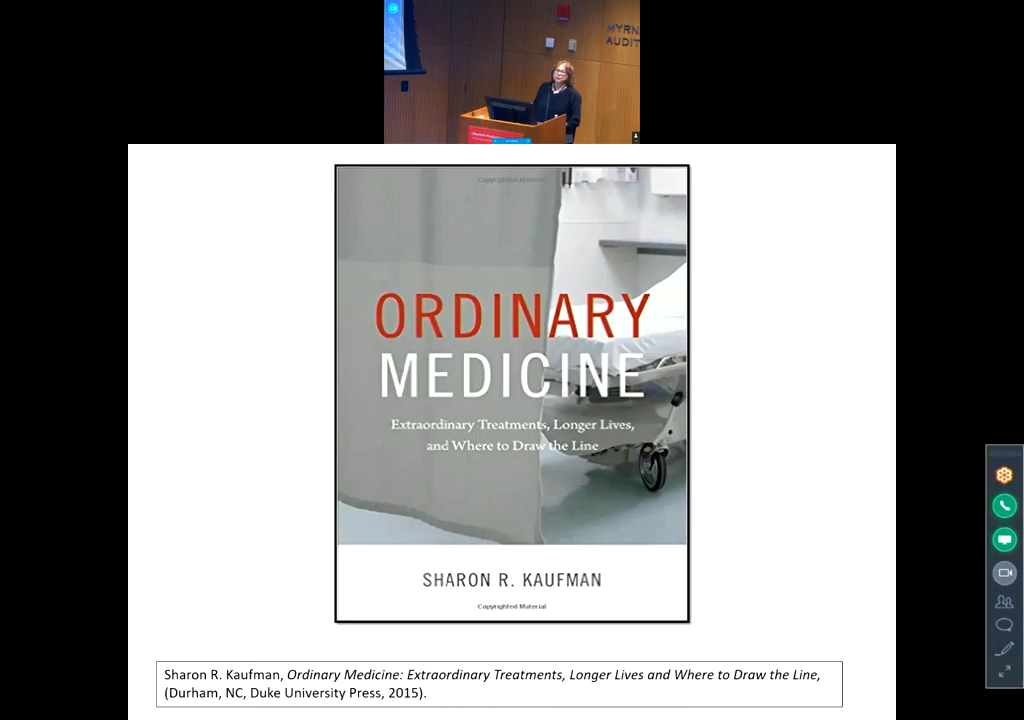 MYRN
AUDIT
Copyrighted Material
ORDINARY
MEDICINE
Extraordinary Treatments, Longer Lives,
and Where to Draw the Line
SHARON R. KAUFMAN
Copyrighted Material
Sharon R. Kaufman, Ordinary Medicine: Extraordinary Treatments, Longer Lives and Where to Draw the Line,
(Durham, NC, Duke University Press, 2015).